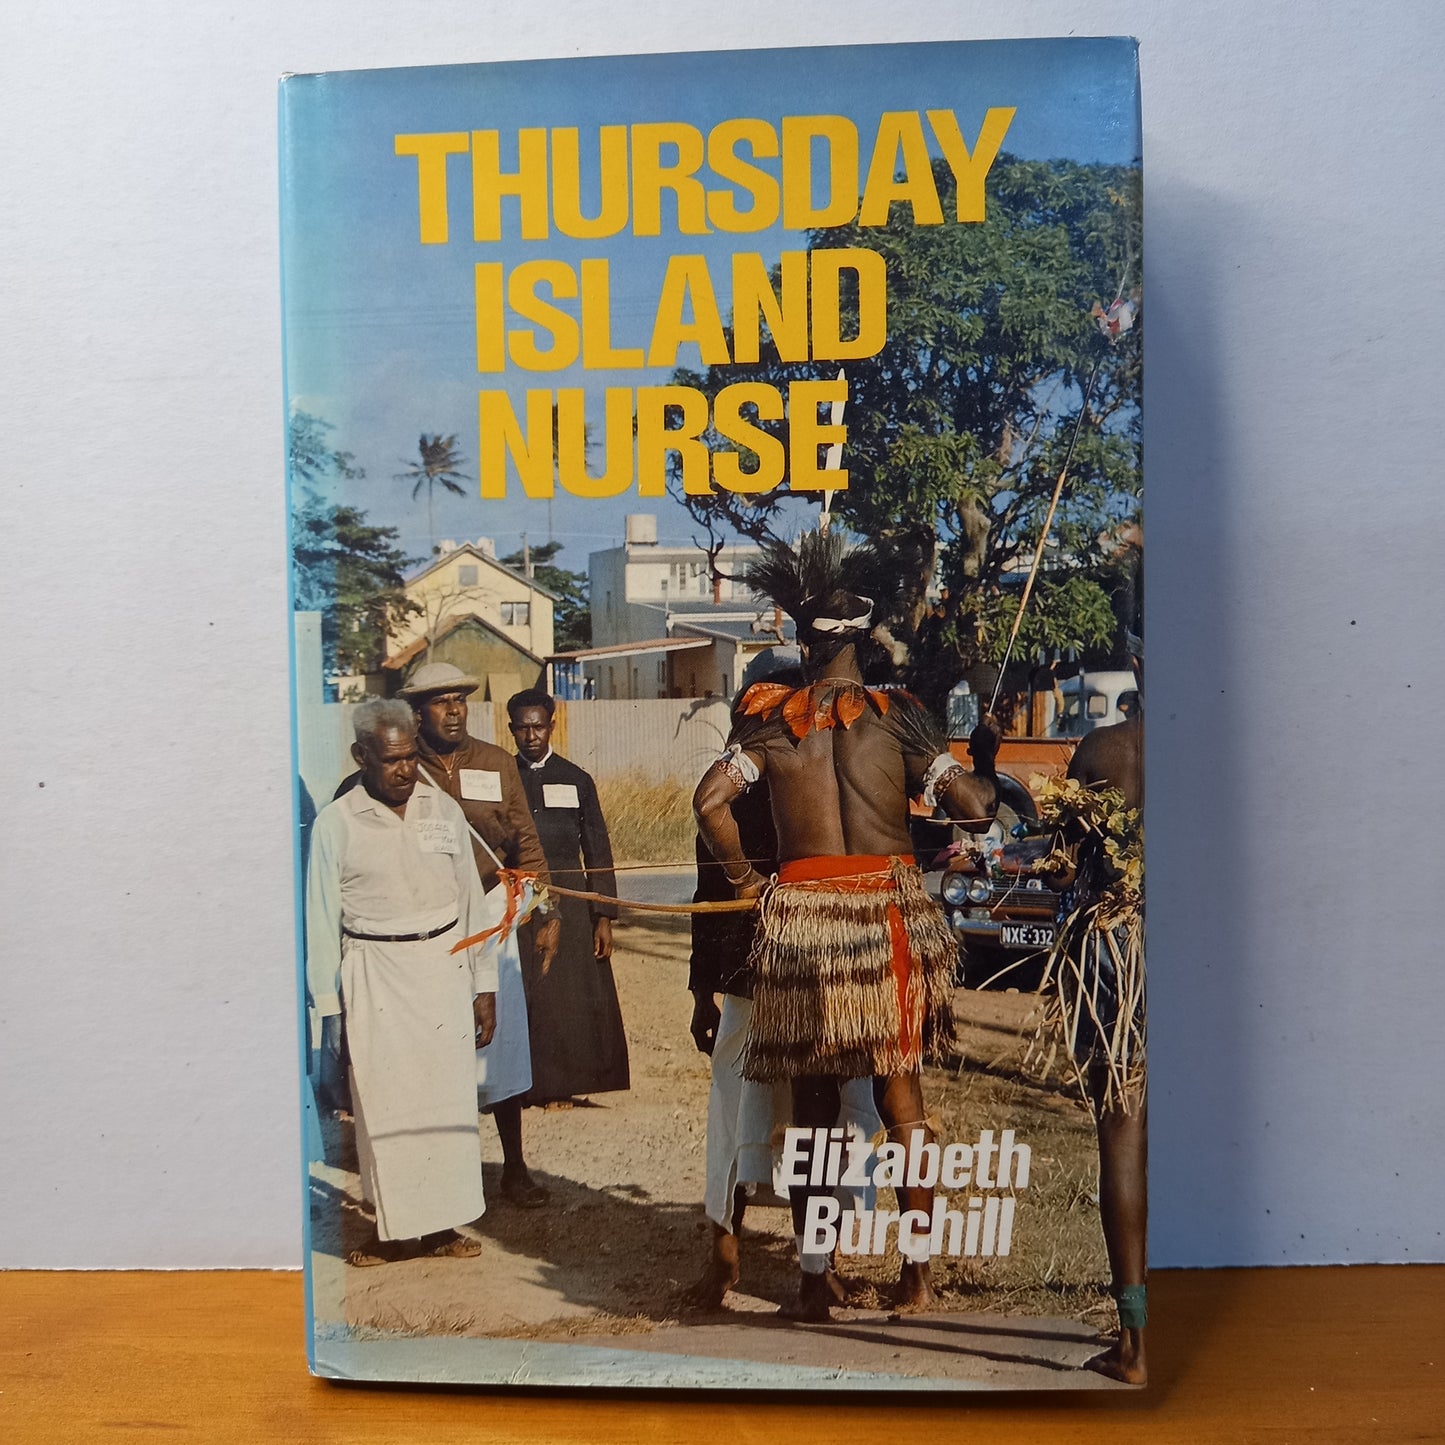 THURSDAY
ISLAND
NURSE
NXE·332
Elizabeth
Burchill